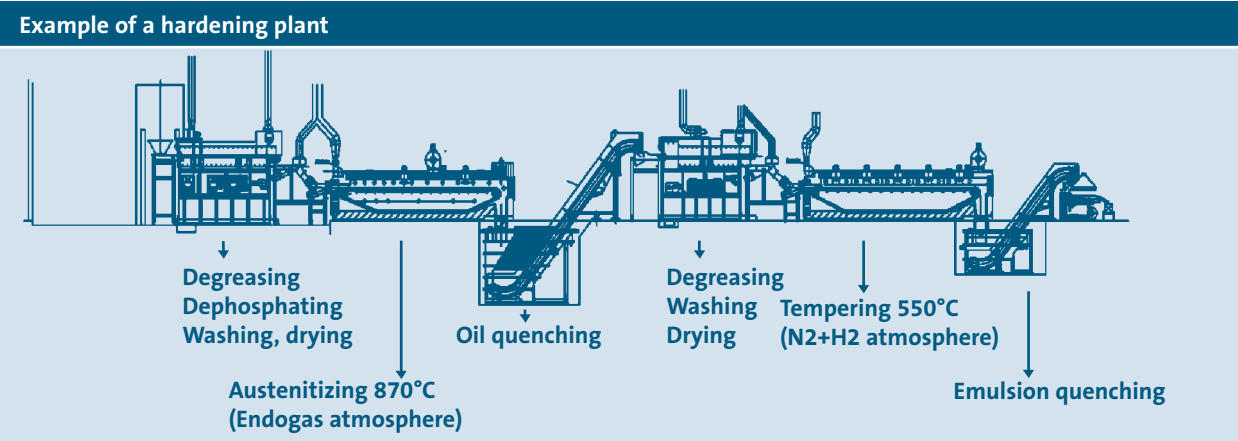 Example of a hardening plant
Degreasing
Dephosphating
Washing, drying
Austenitizing 870°C
(Endogas atmosphere)
Oil quenching
Degreasing
Washing
Drying
Tempering 550°C
(N2+H2 atmosphere)
Emulsion quenching